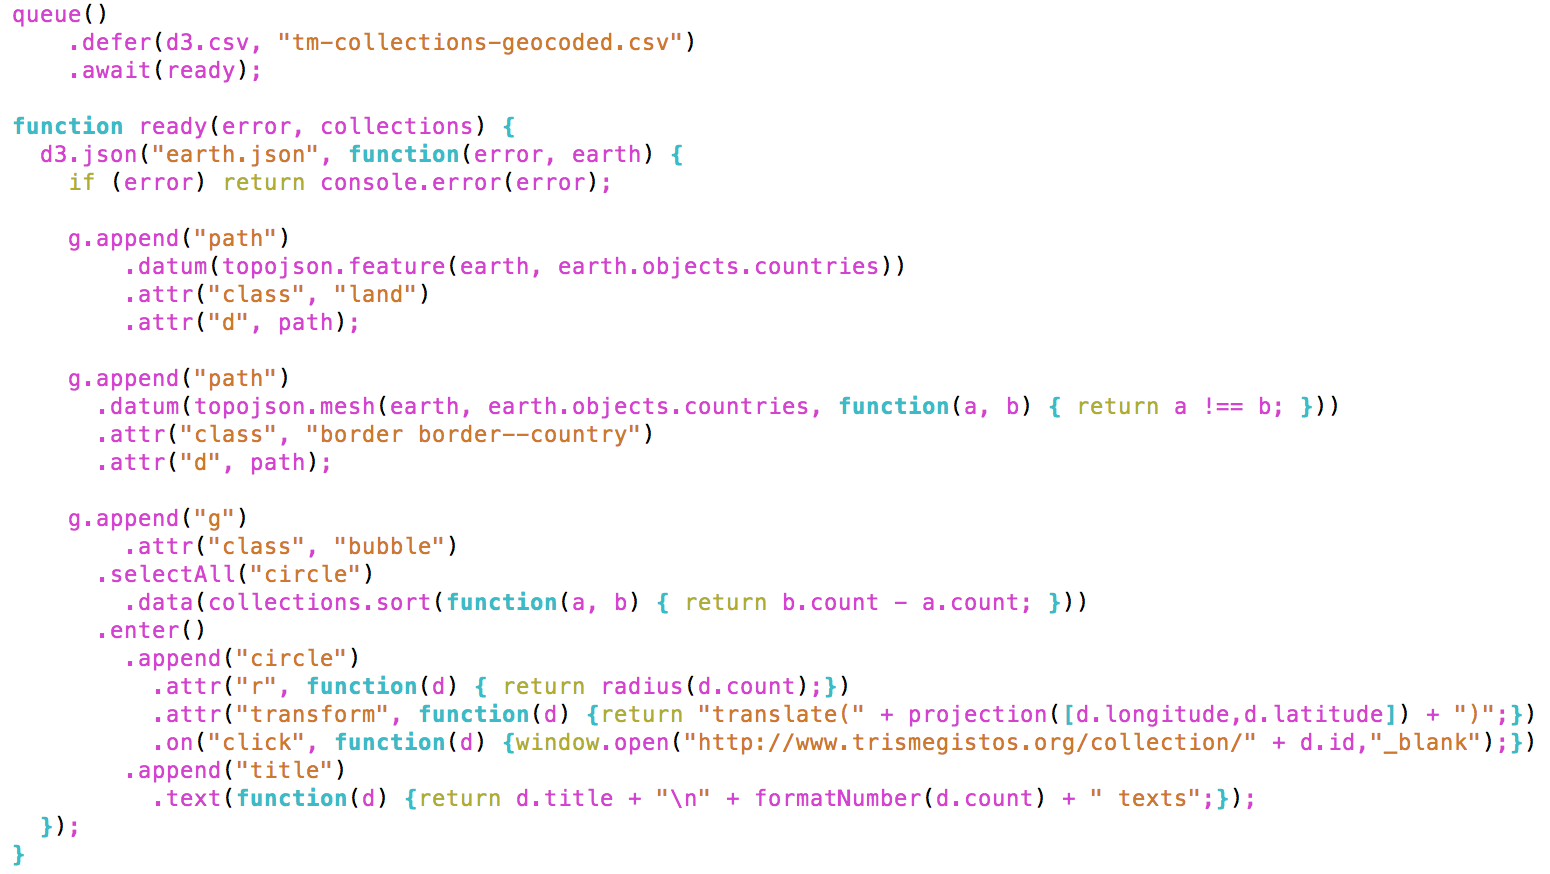 queue()
    .defer(d3.csv, "tm-collections-geocoded.csv")
    .await(ready);

function ready(error, collections) {
  d3.json("earth.json", function(error, earth) {
    if (error) return console.error(error);

    g.append("path")
        .datum(topojson.feature(earth, earth.objects.countries))
        .attr("class", "land")
        .attr("d", path);

    g.append("path")
      .datum(topojson.mesh(earth, earth.objects.countries, function(a, b) { return a !== b; }))
      .attr("class", "border border--country")
      .attr("d", path);

    g.append("g")
        .attr("class", "bubble")
      .selectAll("circle")
        .data(collections.sort(function(a, b) { return b.count - a.count; }))
      .enter()
        .append("circle")
          .attr("r", function(d) { return radius(d.count);})
          .attr("transform", function(d) {return "translate(" + projection([d.longitude,d.latitude]) + ")";})
          .on("click", function(d) {window.open("http://www.trismegistos.org/collection/" + d.id,"_blank");})
        .append("title")
          .text(function(d) {return d.title + "\n" + formatNumber(d.count) + " texts";});
  });
}